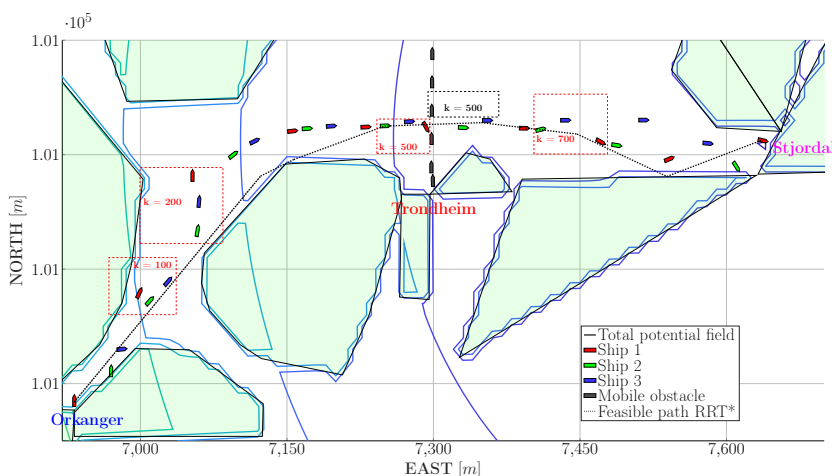 ·10⁵
1.01
k = 500
k = 500
k = 700
1.01
Stjordal
k = 200
Trondheim
NORTH [m]
k = 100
1.01
Total potential field
Ship 1
Ship 2
Ship 3
Mobile obstacle
Feasible path RRT*
1.01
Orkanger
7,000
7,150
7,300
7,450
7,600
EAST [m]